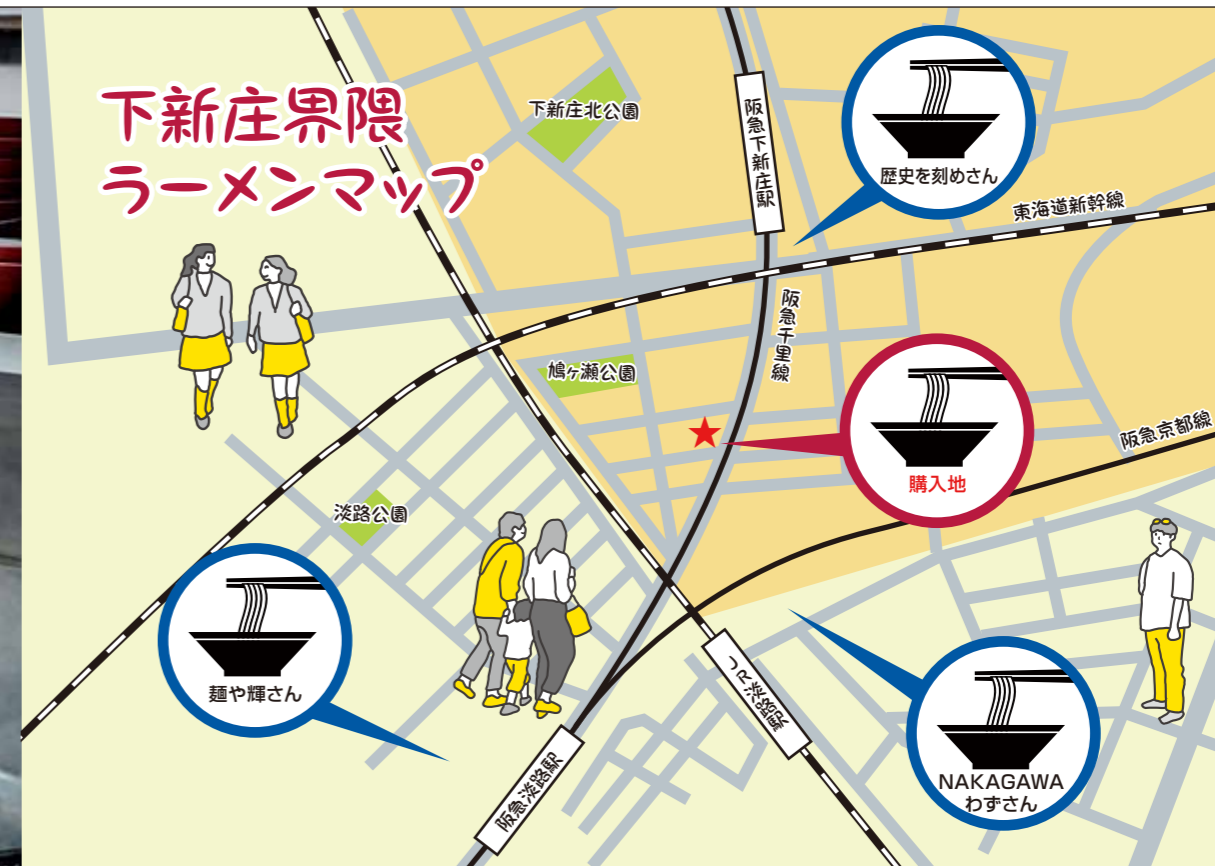 下新庄界隈
ラーメンマップ
下新庄北公園
阪急下新庄駅
歴史を刻めさん
東海道新幹線
阪急千里線
鳩ヶ瀬公園
購入地
阪急京都線
淡路公園
麺や輝さん
JR淡路駅
阪急淡路駅
NAKAGAWA
わずさん